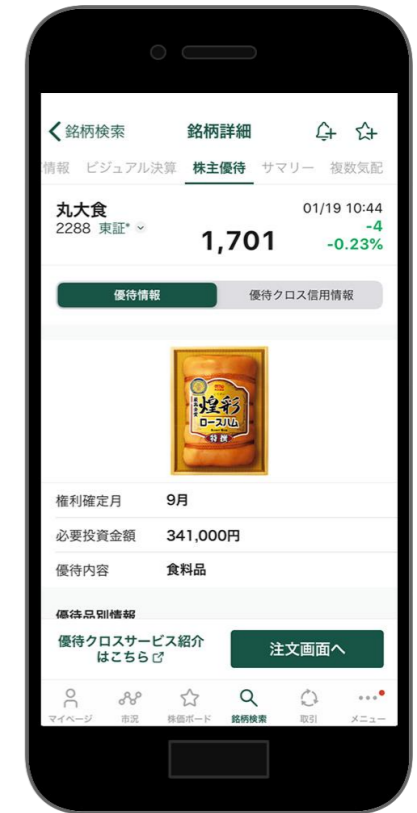 銘柄検索
銘柄詳細
情報 ビジュアル決算 株主優待 サマリー 複数気配
丸大食
2288 東証*
01/19 10:44
1,701
-4
-0.23%
優待情報
優待クロス信用情報
煌彩
ロースハム
特撰
権利確定月 9月
必要投資金額 341,000円
優待内容 食料品
優待品別情報
優待クロスサービス紹介
はこちら
注文画面へ
マイページ 市況 株価ボード 銘柄検索 取引 メニュー